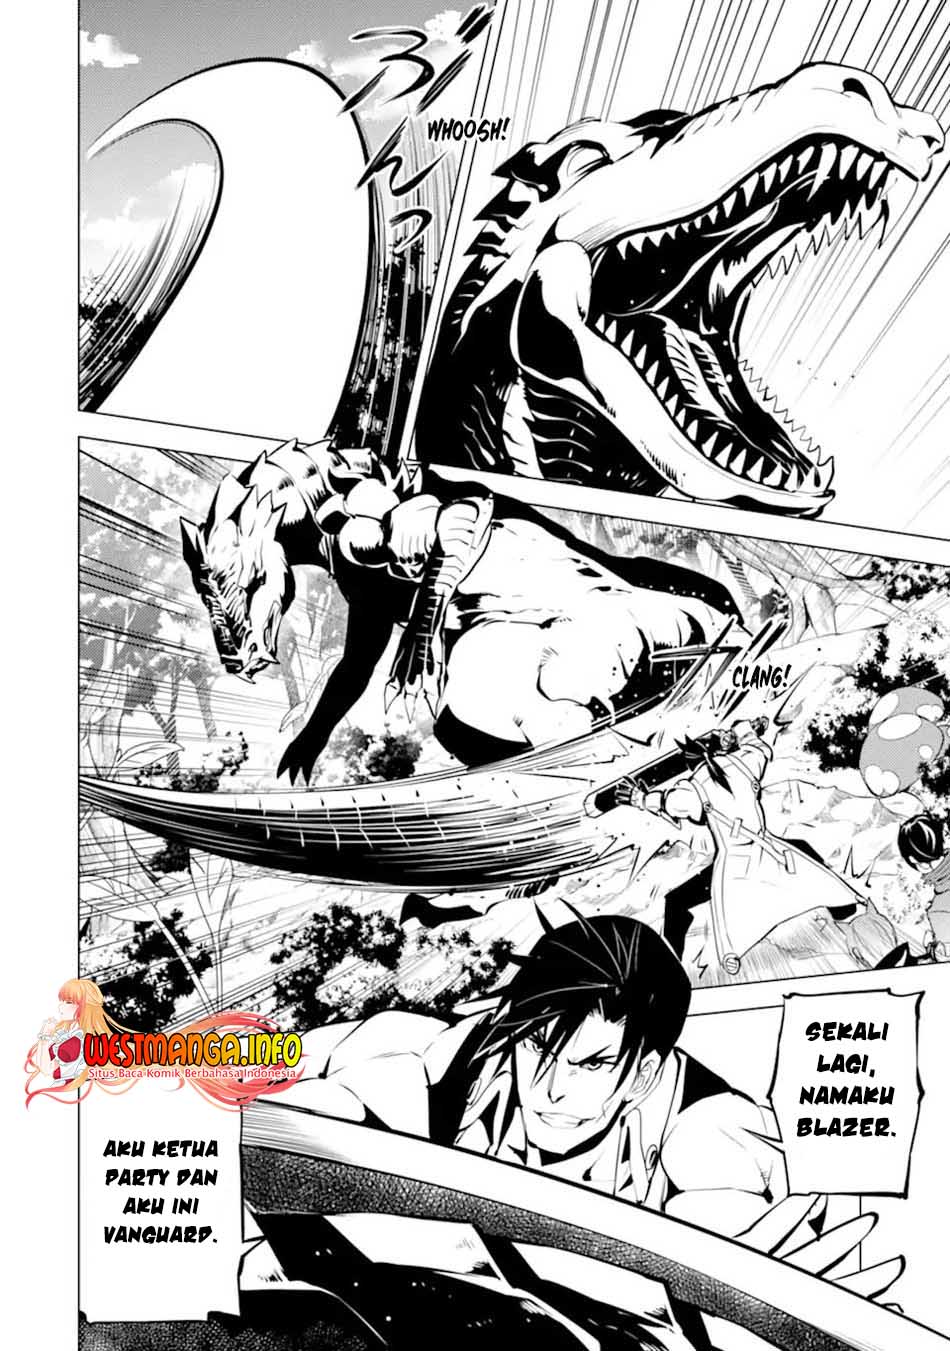 ぶんっ
WHOOSH!
CLANG!
SEKALI
LAGI,
NAMAKU
BLAZER.
WESTMANGA.INFO
Situs Baca Komik Berbahasa Indonesia
AKU KETUA
PARTY DAN
AKU INI
VANGUARD.